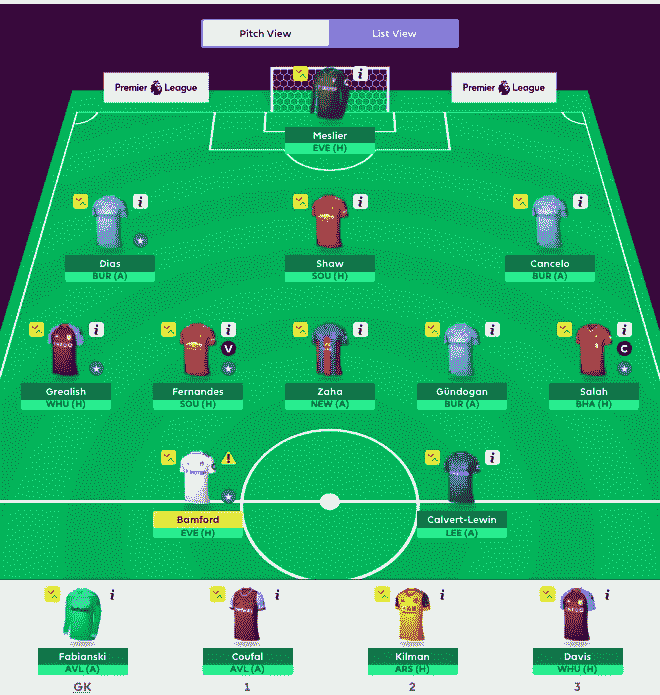 Pitch View List View
Premier League Premier League
Meslier
EVE (H)
Dias Shaw Cancelo
BUR (A) SOU (H) BUR (A)
V C
Grealish Fernandes Zaha Gündogan Salah
WHU (H) SOU (H) NEW (A) BUR (A) BHA (H)
Bamford Calvert-Lewin
EVE (H) LEE (A)
Fabianski Coufal Kilman Davis
AVL (A) AVL (A) ARS (H) WHU (H)
GK 1 2 3